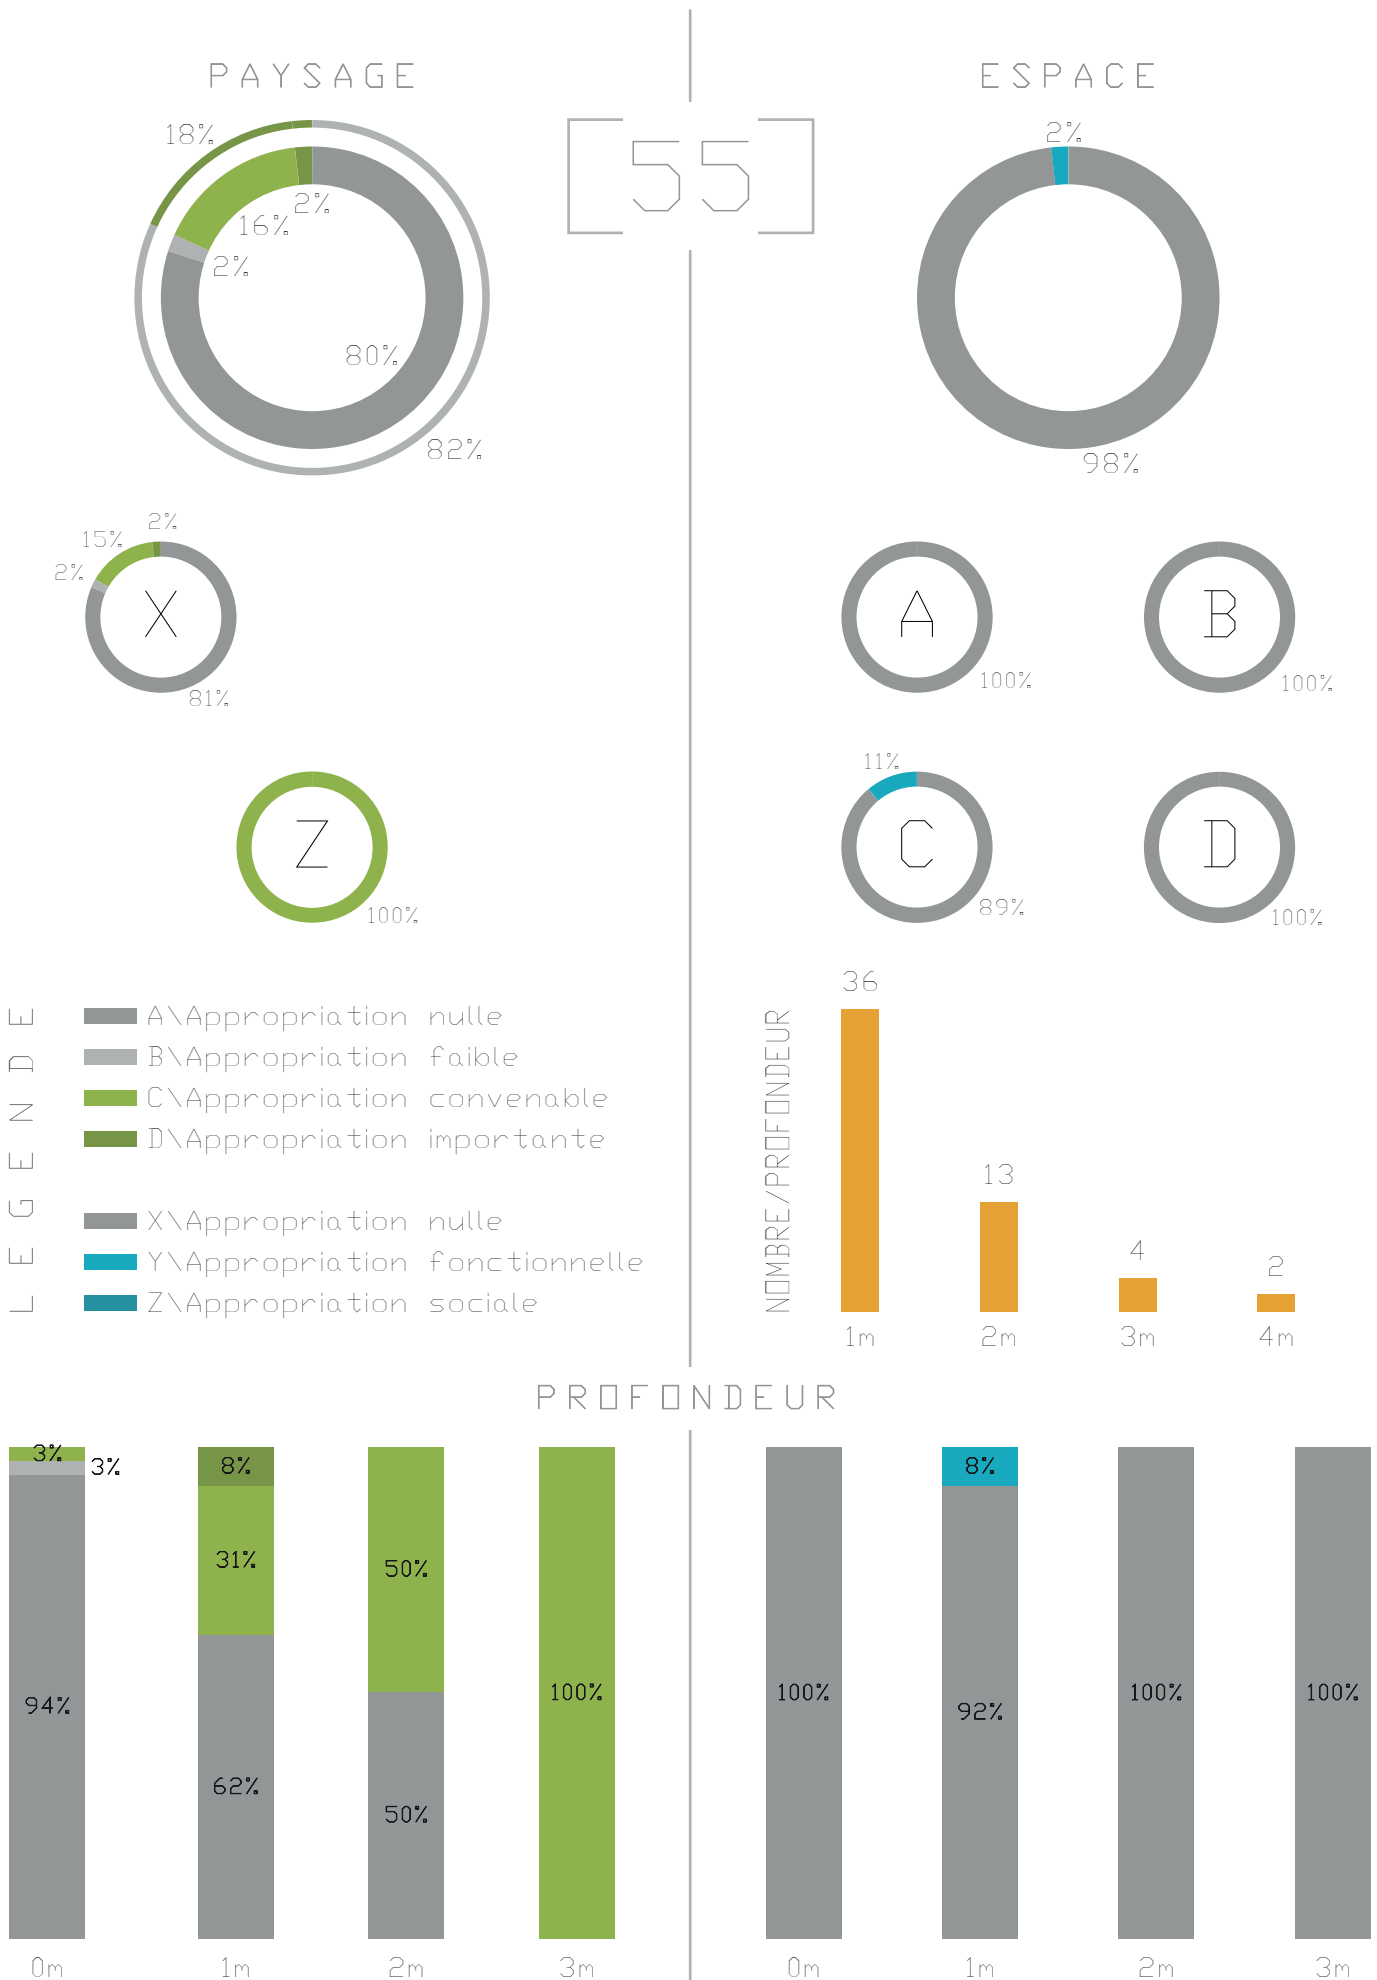 PAYSAGE
ESPACE
[55]
18%
2%
16%
2%
80%
82%
2%
98%
2%
15%
2%
X
81%
A
100%
B
100%
Z
100%
11%
C
89%
D
100%
LEGENDE
A\Appropriation nulle
B\Appropriation faible
C\Appropriation convenable
D\Appropriation importante
X\Appropriation nulle
Y\Appropriation fonctionnelle
Z\Appropriation sociale
NOMBRE/PROFONDEUR
36
13
4
2
1m 2m 3m 4m
PROFONDEUR
3%
3%
94%
8%
31%
62%
50%
50%
100%
0m 1m 2m 3m
100%
8%
92%
100%
100%
0m 1m 2m 3m